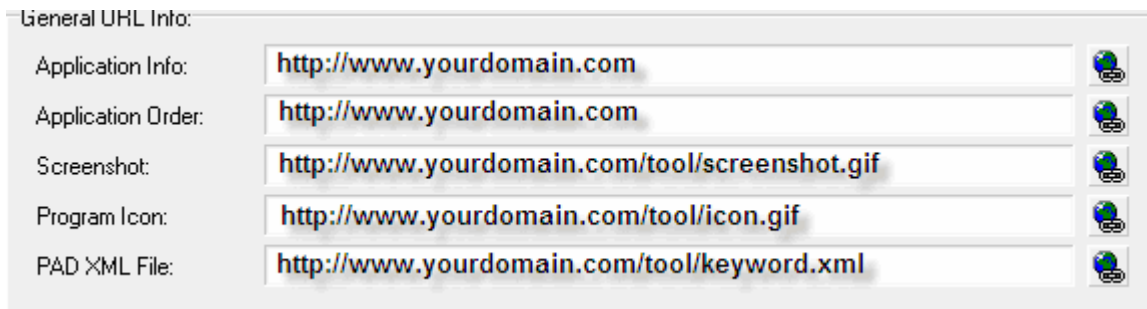 General URL Info:
Application Info: http://www.yourdomain.com
Application Order: http://www.yourdomain.com
Screenshot: http://www.yourdomain.com/tool/screenshot.gif
Program Icon: http://www.yourdomain.com/tool/icon.gif
PAD XML File: http://www.yourdomain.com/tool/keyword.xml